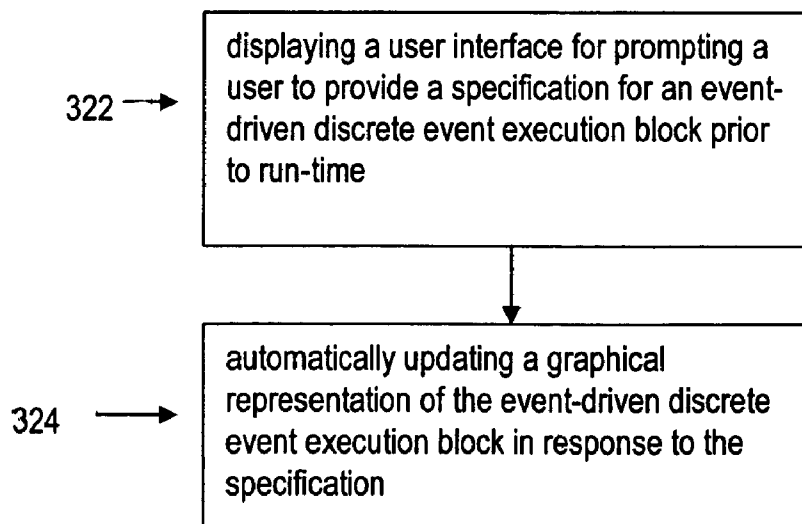 displaying a user interface for prompting a
user to provide a specification for an event-
322
driven discrete event execution block prior
to run-time
automatically updating a graphical
representation of the event-driven discrete
324
event execution block in response to the
specification